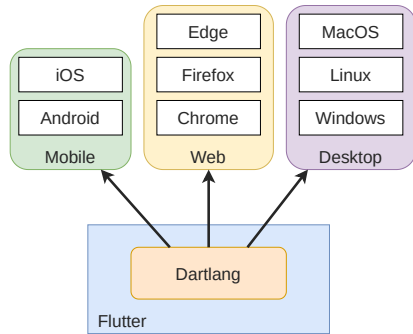 iOS
Android
Mobile
Edge
Firefox
Chrome
Web
MacOS
Linux
Windows
Desktop
Dartlang
Flutter